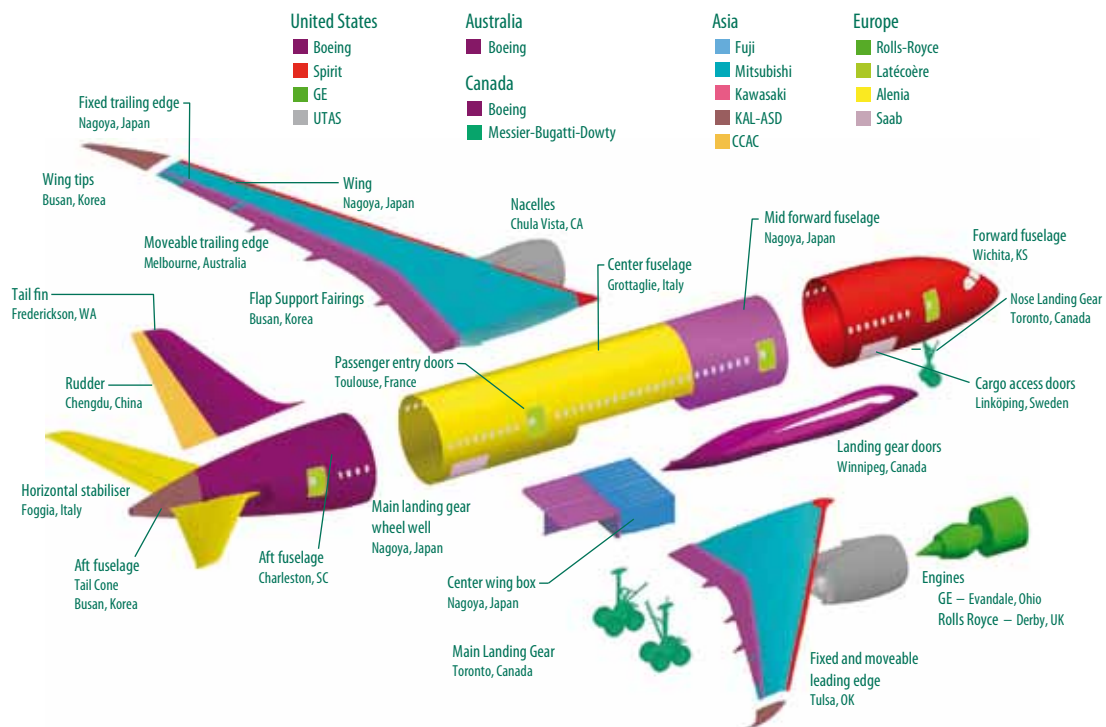 United States
Boeing
Spirit
GE
UTAS
Australia
Boeing
Canada
Boeing
Messier-Bugatti-Dowty
Asia
Fuji
Mitsubishi
Kawasaki
KAL-ASD
CCAC
Europe
Rolls-Royce
Latécoère
Alenia
Saab
Fixed trailing edge
Nagoya, Japan
Wing tips
Busan, Korea
Wing
Nagoya, Japan
Nacelles
Chula Vista, CA
Mid forward fuselage
Nagoya, Japan
Forward fuselage
Wichita, KS
Moveable trailing edge
Melbourne, Australia
Center fuselage
Grottaglie, Italy
Tail fin
Frederickson, WA
Flap Support Fairings
Busan, Korea
Nose Landing Gear
Toronto, Canada
Passenger entry doors
Toulouse, France
Rudder
Chengdu, China
Cargo access doors
Linköping, Sweden
Landing gear doors
Winnipeg, Canada
Horizontal stabiliser
Foggia, Italy
Main landing gear
wheel well
Nagoya, Japan
Aft fuselage
Tail Cone
Busan, Korea
Aft fuselage
Charleston, SC
Center wing box
Nagoya, Japan
Engines
GE – Evandale, Ohio
Rolls Royce – Derby, UK
Main Landing Gear
Toronto, Canada
Fixed and moveable
leading edge
Tulsa, OK